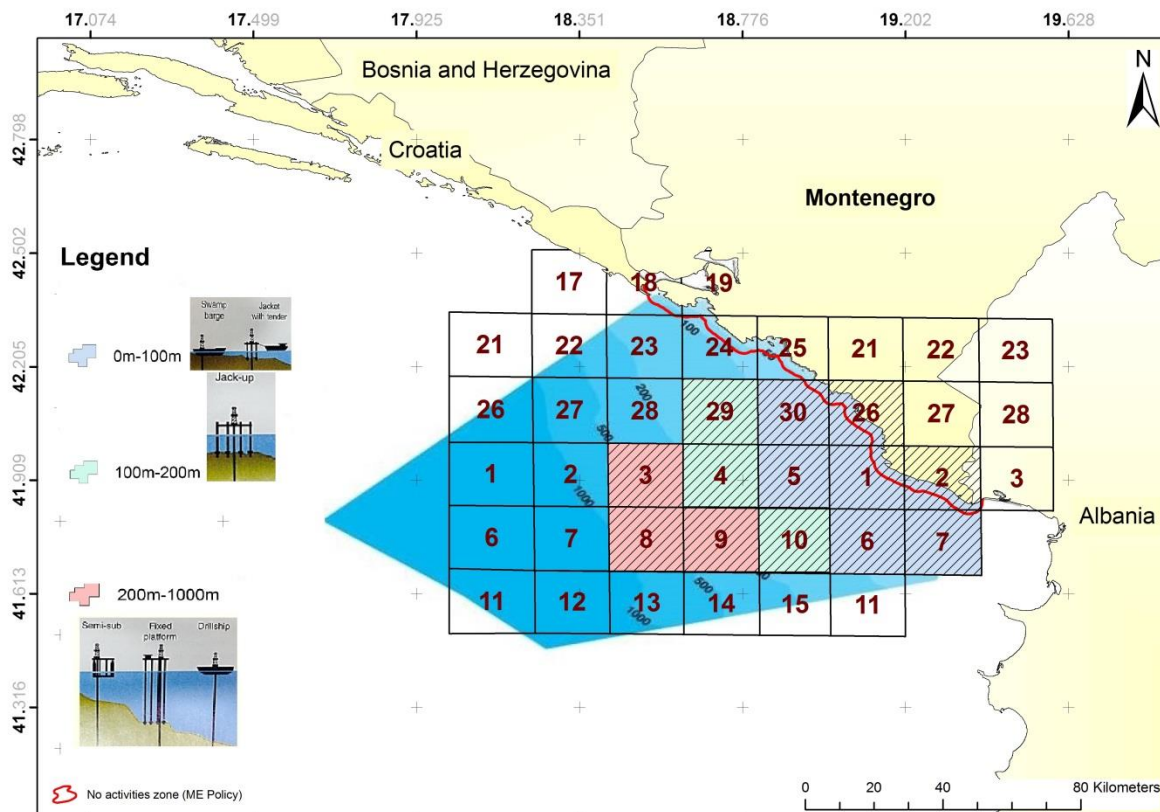 17.074 17.499 17.925 18.351 18.776 19.202 19.628
N
Bosnia and Herzegovina
42.798
Croatia
Montenegro
42.502
Legend
17 18 19
Swamp barge
Jacket with tender
100
21 22 23 24 25 21 22 23
0m-100m
42.205
Jack-up
200
26 27 28 29 30 26 27 28
500
100m-200m
41.909
1 2 3 4 5 1 2 3
1000
Albania
6 7 8 9 10 6 7
200m-1000m
41.613
500
11 12 13 14 15 11
1000
Semi-sub
Fixed platform
Drillship
41.316
No activities zone (ME Policy)
0 20 40 60 80 Kilometers